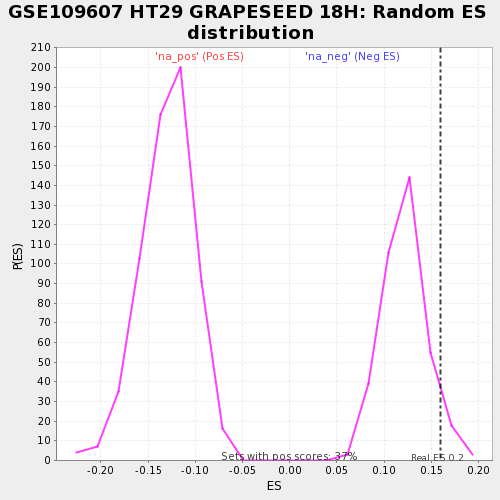 GSE109607 HT29 GRAPESEED 18H: Random ES
distribution
'na_pos' (Pos ES) 'na_neg' (Neg ES)
210
200
190
180
170
160
150
140
130
120
110
100
90
80
70
60
50
40
30
20
10
0
P(ES)
Sets with pos scores: 37%
Real ES 0.2
-0.20 -0.15 -0.10 -0.05 0.00 0.05 0.10 0.15 0.20
ES